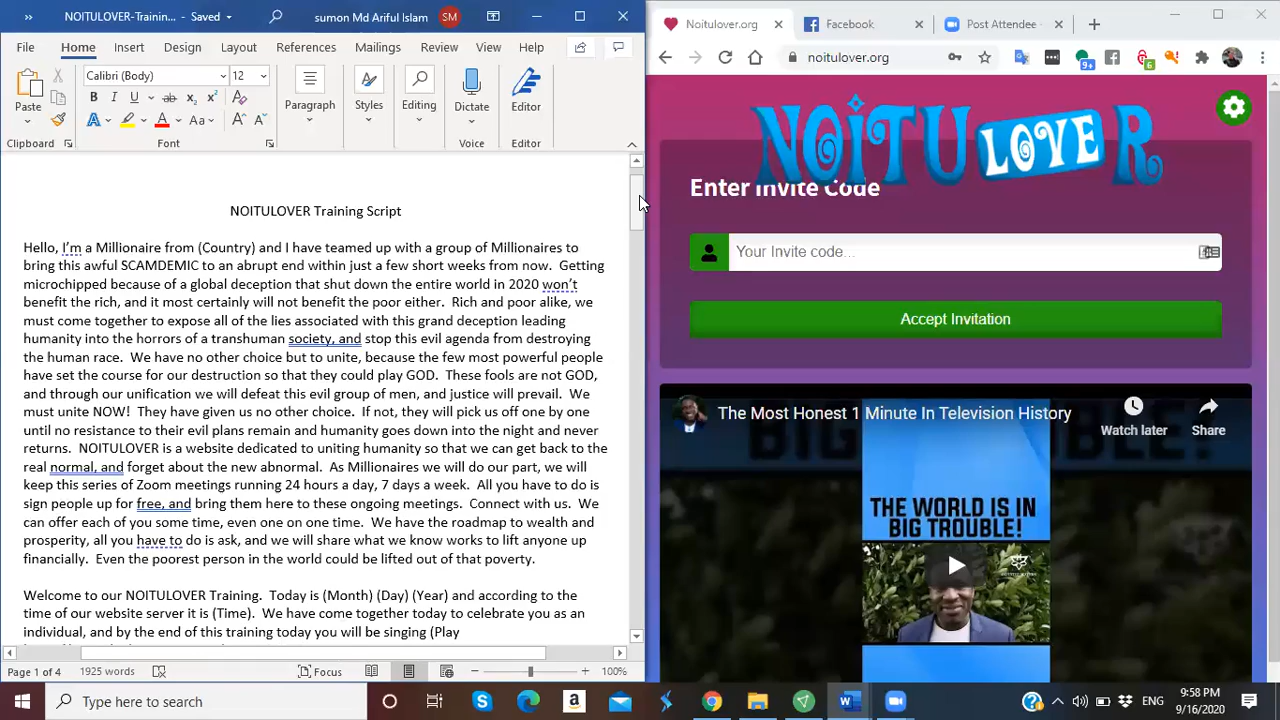 NOITULOVER-Trainin...  -  Saved
sumon Md Ariful Islam
SM
File Home Insert Design Layout References Mailings Review View Help
Calibri (Body) 12
B I U ab x₂ x²
A A Aa A A
Paste
Paragraph Styles Editing Dictate Editor
Clipboard Font Voice Editor
NOITULOVER Training Script
Hello, I'm a Millionaire from (Country) and I have teamed up with a group of Millionaires to
bring this awful SCAMDEMIC to an abrupt end within just a few short weeks from now.  Getting
microchipped because of a global deception that shut down the entire world in 2020 won't
benefit the rich, and it most certainly will not benefit the poor either.  Rich and poor alike, we
must come together to expose all of the lies associated with this grand deception leading
humanity into the horrors of a transhuman society, and stop this evil agenda from destroying
the human race.  We have no other choice but to unite, because the few most powerful people
have set the course for our destruction so that they could play GOD.  These fools are not GOD,
and through our unification we will defeat this evil group of men, and justice will prevail.  We
must unite NOW!  They have given us no other choice.  If not, they will pick us off one by one
until no resistance to their evil plans remain and humanity goes down into the night and never
returns.  NOITULOVER is a website dedicated to uniting humanity so that we can get back to the
real normal, and forget about the new abnormal.  As Millionaires we will do our part, we will
keep this series of Zoom meetings running 24 hours a day, 7 days a week.  All you have to do is
sign people up for free, and bring them here to these ongoing meetings.  Connect with us.  We
can offer each of you some time, even one on one time.  We have the roadmap to wealth and
prosperity, all you have to do is ask, and we will share what we know works to lift anyone up
financially.  Even the poorest person in the world could be lifted out of that poverty.
Welcome to our NOITULOVER Training.  Today is (Month) (Day) (Year) and according to the
time of our website server it is (Time).  We have come together today to celebrate you as an
individual, and by the end of this training today you will be singing (Play
Page 1 of 4 1925 words Focus 100%
Noitulover.org
Facebook
Post Attendee -
noitulover.org
9+
6
NOITU LOVE R
Enter Invite Code
Your Invite code...
Accept Invitation
The Most Honest 1 Minute In Television History
Watch later
Share
BIG TROUBLE!
THE WORLD IS IN
BIG TROUBLE!
Type here to search
ENG
9:58 PM
9/16/2020